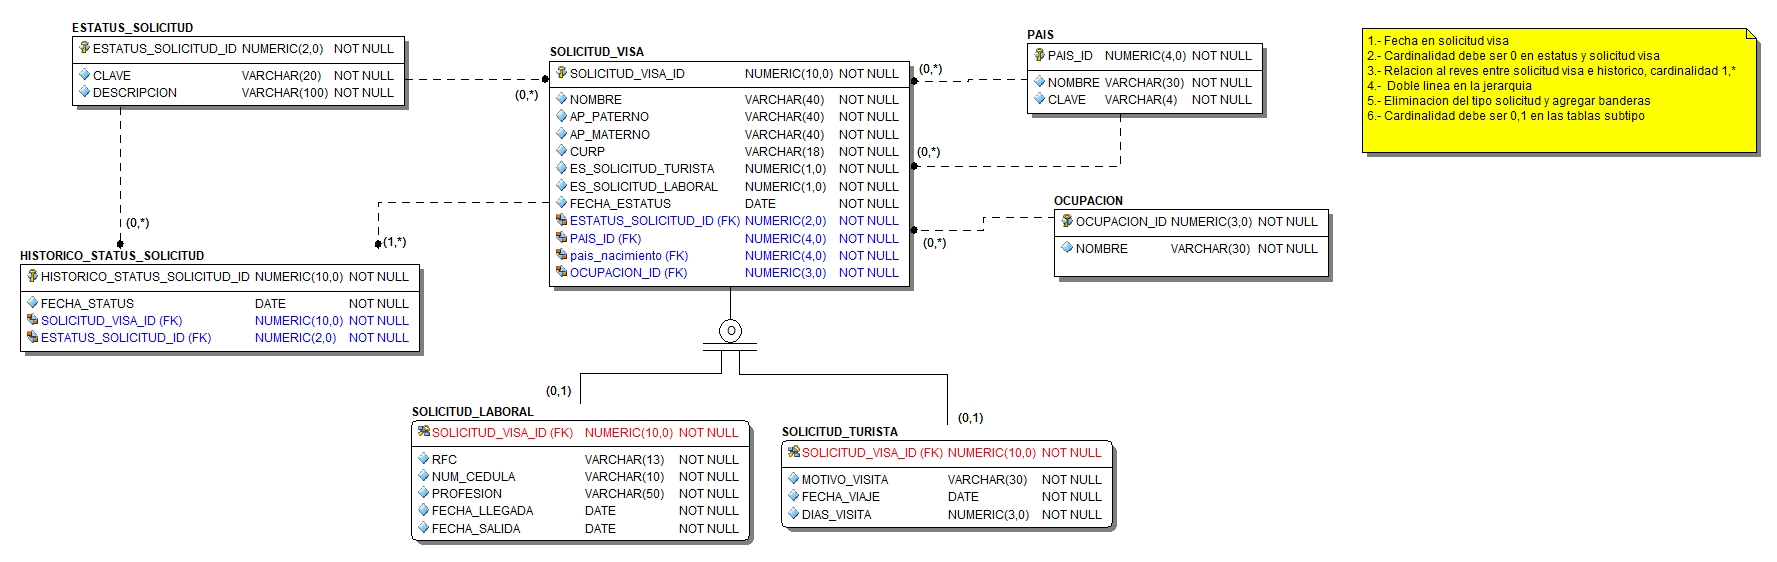 ESTATUS_SOLICITUD
ESTATUS_SOLICITUD_ID NUMERIC(2,0) NOT NULL
CLAVE VARCHAR(20) NOT NULL
DESCRIPCION VARCHAR(100) NOT NULL
(0,*)
(0,*)
SOLICITUD_VISA
SOLICITUD_VISA_ID NUMERIC(10,0) NOT NULL
NOMBRE VARCHAR(40) NOT NULL
AP_PATERNO VARCHAR(40) NOT NULL
AP_MATERNO VARCHAR(40) NOT NULL
CURP VARCHAR(18) NOT NULL
ES_SOLICITUD_TURISTA NUMERIC(1,0) NOT NULL
ES_SOLICITUD_LABORAL NUMERIC(1,0) NOT NULL
FECHA_ESTATUS DATE NOT NULL
ESTATUS_SOLICITUD_ID (FK) NUMERIC(2,0) NOT NULL
PAIS_ID (FK) NUMERIC(4,0) NOT NULL
pais_nacimiento (FK) NUMERIC(4,0) NOT NULL
OCUPACION_ID (FK) NUMERIC(3,0) NOT NULL
(0,*)
(0,*)
(0,*)
PAIS
PAIS_ID NUMERIC(4,0) NOT NULL
NOMBRE VARCHAR(30) NOT NULL
CLAVE VARCHAR(4) NOT NULL
OCUPACION
OCUPACION_ID NUMERIC(3,0) NOT NULL
NOMBRE VARCHAR(30) NOT NULL
1.- Fecha en solicitud visa
2.- Cardinalidad debe ser 0 en estatus y solicitud visa
3.- Relacion al reves entre solicitud visa e historico, cardinalidad 1,*
4.- Doble linea en la jerarquia
5.- Eliminacion del tipo solicitud y agregar banderas
6.- Cardinalidad debe ser 0,1 en las tablas subtipo
(1,*)
HISTORICO_STATUS_SOLICITUD
HISTORICO_STATUS_SOLICITUD_ID NUMERIC(10,0) NOT NULL
FECHA_STATUS DATE NOT NULL
SOLICITUD_VISA_ID (FK) NUMERIC(10,0) NOT NULL
ESTATUS_SOLICITUD_ID (FK) NUMERIC(2,0) NOT NULL
O
(0,1)
(0,1)
SOLICITUD_LABORAL
SOLICITUD_VISA_ID (FK) NUMERIC(10,0) NOT NULL
RFC VARCHAR(13) NOT NULL
NUM_CEDULA VARCHAR(10) NOT NULL
PROFESION VARCHAR(50) NOT NULL
FECHA_LLEGADA DATE NOT NULL
FECHA_SALIDA DATE NOT NULL
SOLICITUD_TURISTA
SOLICITUD_VISA_ID (FK) NUMERIC(10,0) NOT NULL
MOTIVO_VISITA VARCHAR(30) NOT NULL
FECHA_VIAJE DATE NOT NULL
DIAS_VISITA NUMERIC(3,0) NOT NULL